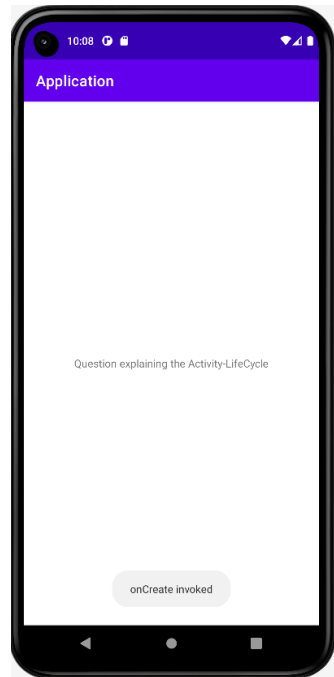 10:08
Application
Question explaining the Activity-LifeCycle
onCreate invoked